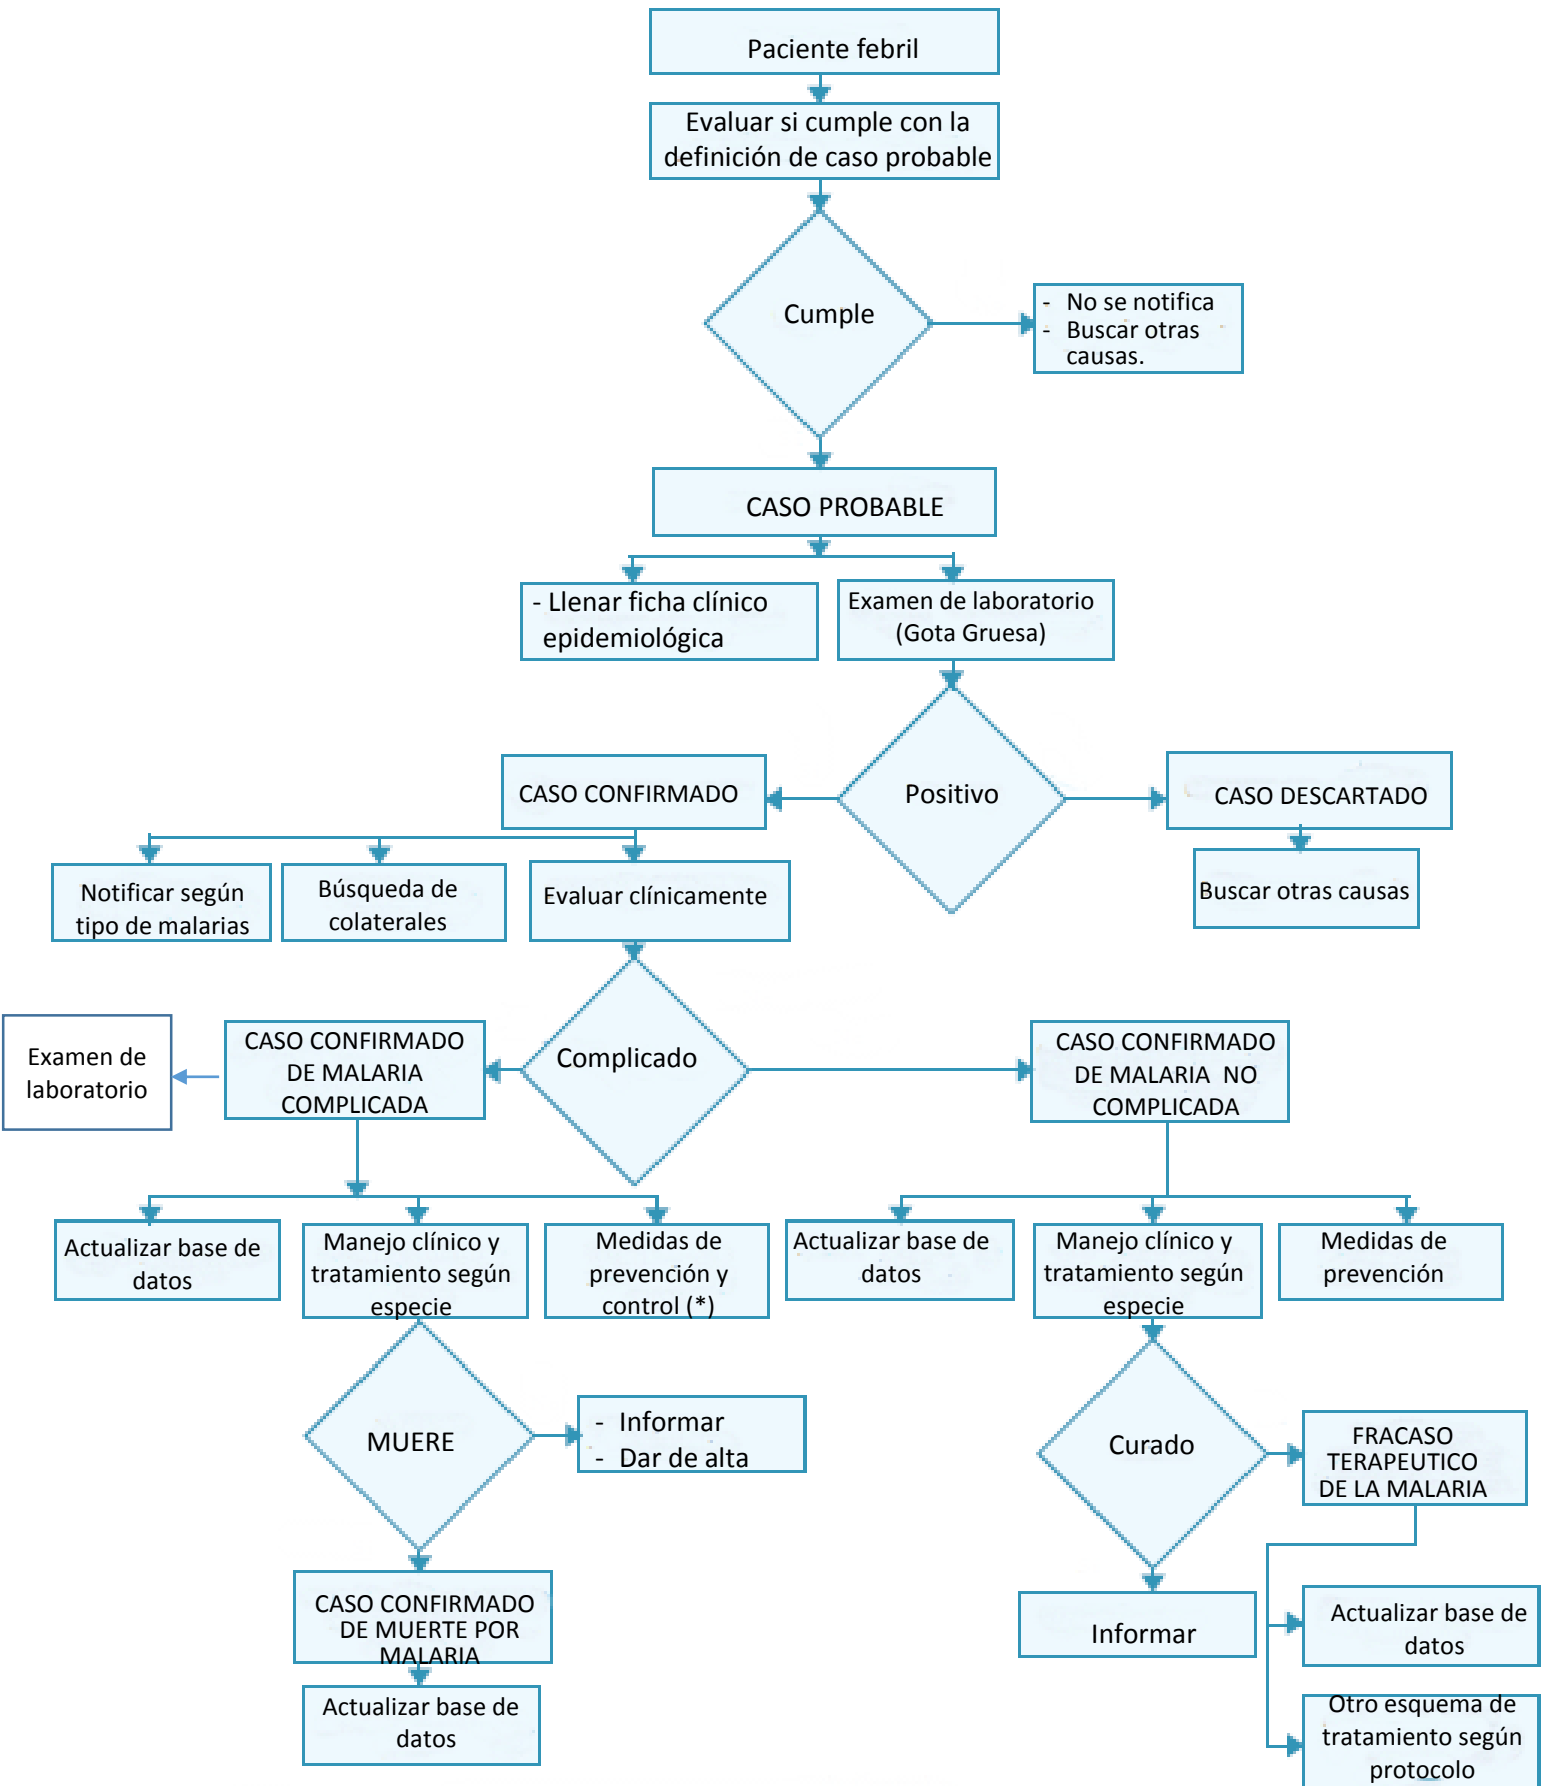 Paciente febril
Evaluar si cumple con la
definición de caso probable
Cumple
- No se notifica
- Buscar otras
causas.
CASO PROBABLE
- Llenar ficha clínico
epidemiológica
Examen de laboratorio
(Gota Gruesa)
Positivo
CASO CONFIRMADO
CASO DESCARTADO
Buscar otras causas
Notificar según
tipo de malarias
Búsqueda de
colaterales
Evaluar clínicamente
Complicado
CASO CONFIRMADO
DE MALARIA
COMPLICADA
Examen de
laboratorio
CASO CONFIRMADO
DE MALARIA NO
COMPLICADA
Actualizar base de
datos
Manejo clínico y
tratamiento según
especie
Medidas de
prevención y
control (*)
Actualizar base de
datos
Manejo clínico y
tratamiento según
especie
Medidas de
prevención
MUERE
- Informar
- Dar de alta
Curado
FRACASO
TERAPEUTICO
DE LA MALARIA
CASO CONFIRMADO
DE MUERTE POR
MALARIA
Actualizar base de
datos
Informar
Actualizar base de
datos
Otro esquema de
tratamiento según
protocolo